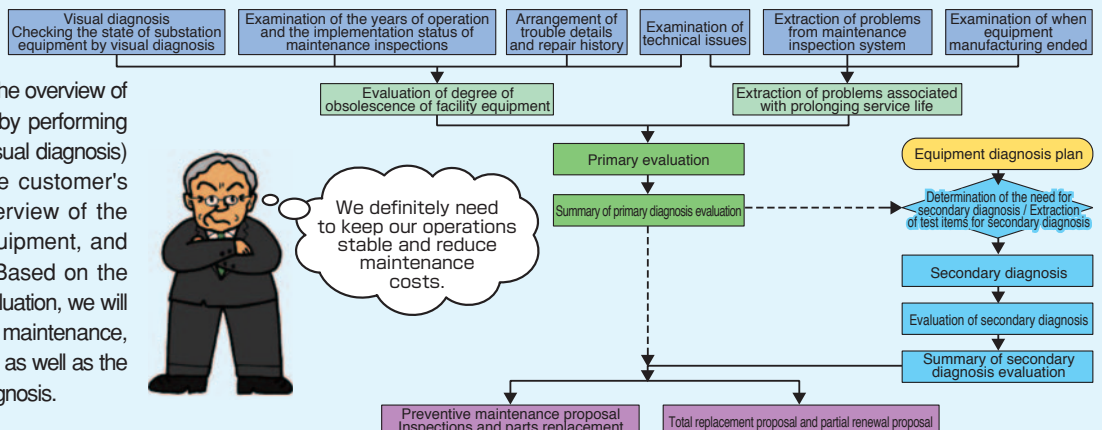 Visual diagnosis
Checking the state of substation
equipment by visual diagnosis
Examination of the years of operation
and the implementation status of
maintenance inspections
Arrangement of
trouble details
and repair history
Examination of
technical issues
Extraction of problems
from maintenance
inspection system
Examination of when
equipment
manufacturing ended
Evaluation of degree of
obsolescence of facility equipment
Extraction of problems associated
with prolonging service life
he overview of
by performing
sual diagnosis)
e customer's
erview of the
uipment, and
Based on the
luation, we will
maintenance,
as well as the
gnosis.
We definitely need
to keep our operations
stable and reduce
maintenance
costs.
Primary evaluation
Summary of primary diagnosis evaluation
Equipment diagnosis plan
Determination of the need for
secondary diagnosis / Extraction
of test items for secondary diagnosis
Secondary diagnosis
Evaluation of secondary diagnosis
Summary of secondary
diagnosis evaluation
Preventive maintenance proposal
Inspections and parts replacement
Total replacement proposal and partial renewal proposal